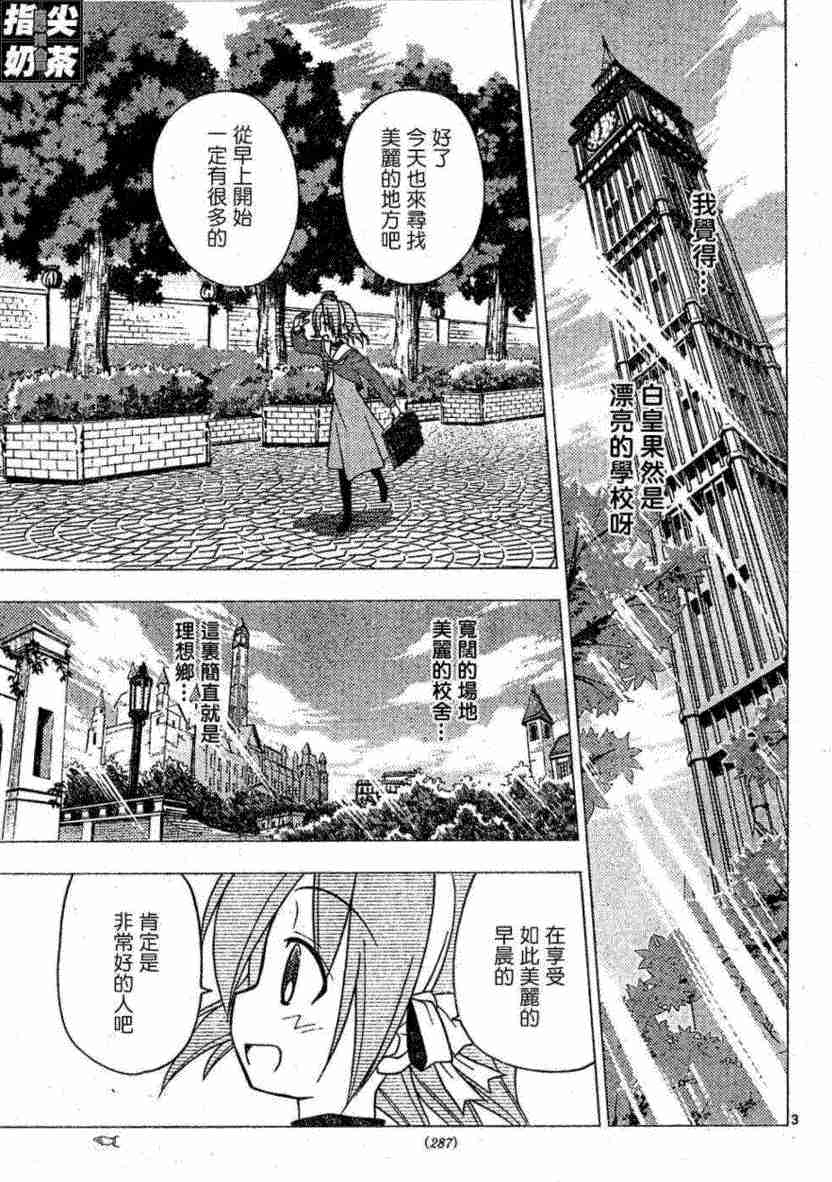 指尖
奶茶
我覺得…
白皇果然是
漂亮的學校呀
好了
今天也來尋找
美麗的地方吧
從早上開始
一定有很多的
寬闊的場地
美麗的校舍…
這裏簡直就是
理想鄉…
在享受
如此美麗的
早晨的
肯定是
非常好的人吧
(287)
3